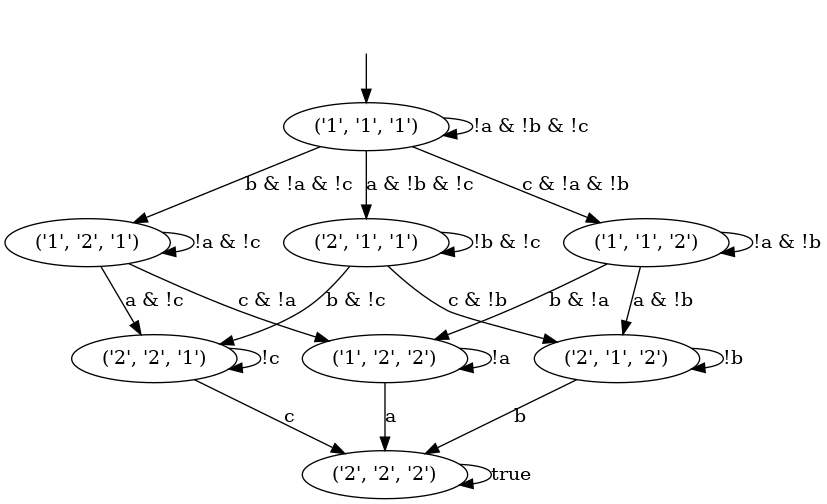 ('1', '1', '1') !a & !b & !c
b & !a & !c a & !b & !c c & !a & !b
('1', '2', '1') !a & !c ('2', '1', '1') !b & !c ('1', '1', '2') !a & !b
a & !c c & !a b & !c c & !b b & !a a & !b
('2', '2', '1') !c ('1', '2', '2') !a ('2', '1', '2') !b
c a b
('2', '2', '2') true